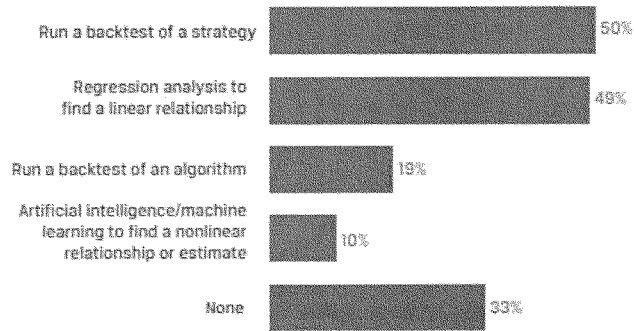 Run a backtest of a strategy
50%
Regression analysis to
find a linear relationship
49%
Run a backtest of an algorithm
19%
Artificial intelligence/machine
learning to find a nonlinear
relationship or estimate
10%
None
33%